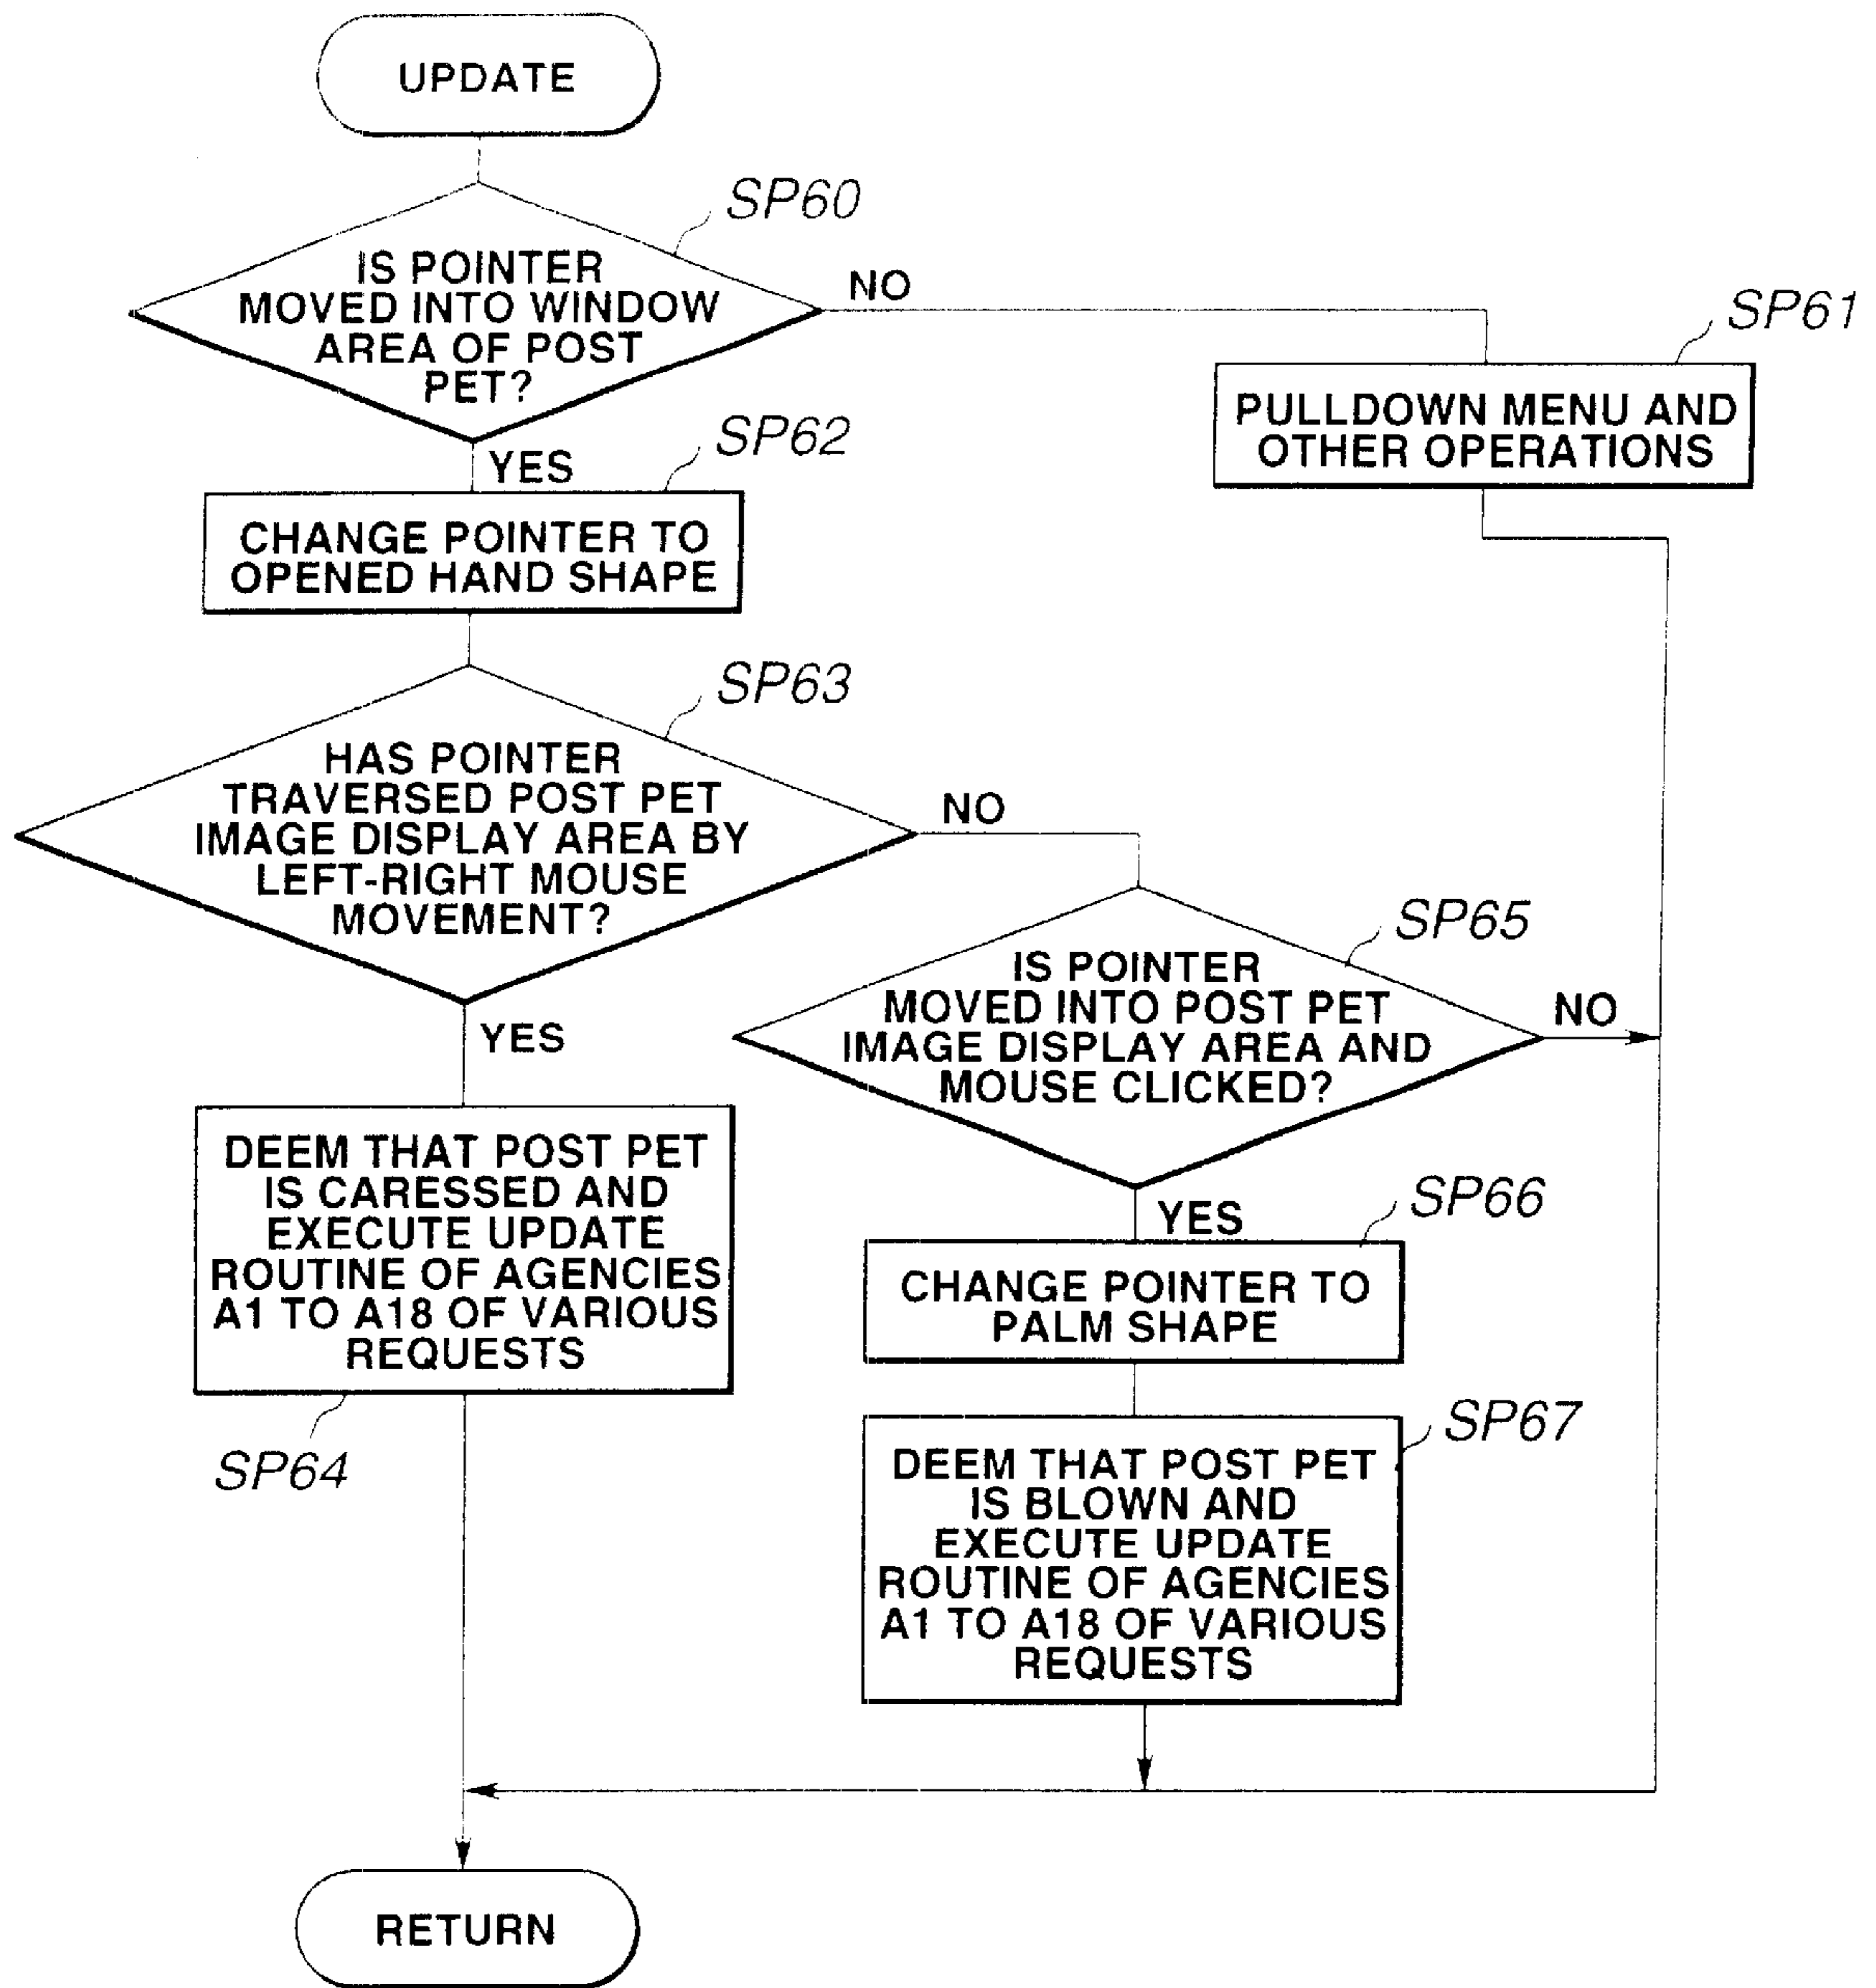 UPDATE
SP60
IS POINTER
MOVED INTO WINDOW
AREA OF POST
PET?
NO
SP61
PULLDOWN MENU AND
OTHER OPERATIONS
YES
SP62
CHANGE POINTER TO
OPENED HAND SHAPE
SP63
HAS POINTER
TRAVERSED POST PET
IMAGE DISPLAY AREA BY
LEFT-RIGHT MOUSE
MOVEMENT?
NO
YES
SP65
IS POINTER
MOVED INTO POST PET
IMAGE DISPLAY AREA AND
MOUSE CLICKED?
NO
DEEM THAT POST PET
IS CARESSED AND
EXECUTE UPDATE
ROUTINE OF AGENCIES
A1 TO A18 OF VARIOUS
REQUESTS
SP64
YES
SP66
CHANGE POINTER TO
PALM SHAPE
SP67
DEEM THAT POST PET
IS BLOWN AND
EXECUTE UPDATE
ROUTINE OF AGENCIES
A1 TO A18 OF VARIOUS
REQUESTS
RETURN